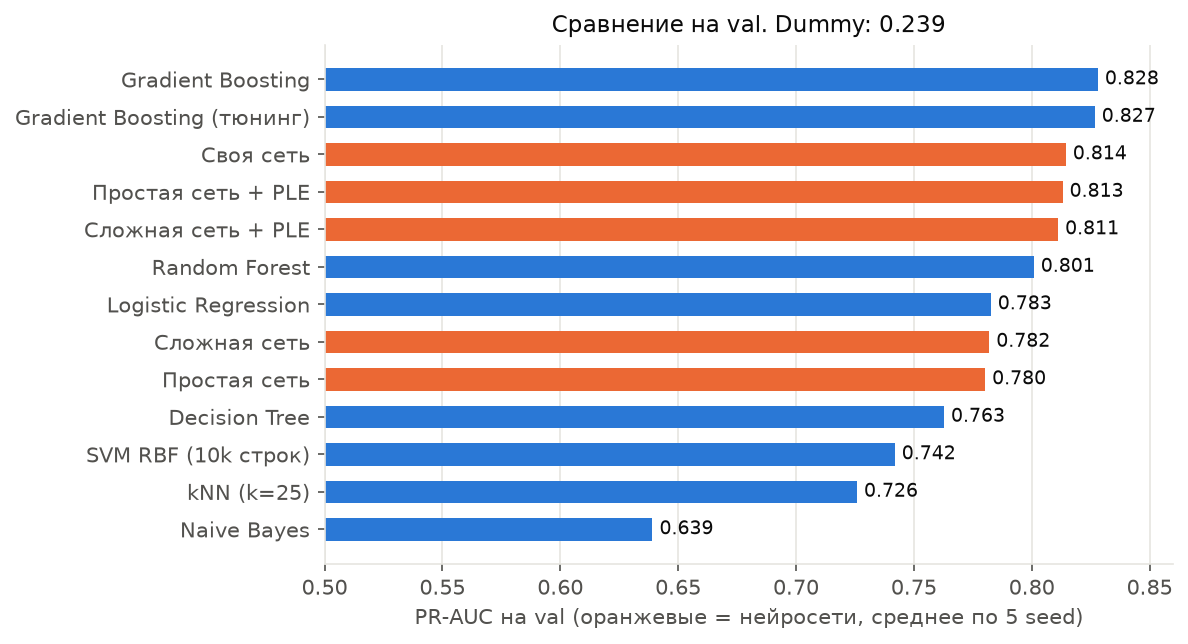 Сравнение на val. Dummy: 0.239
Gradient Boosting 0.828
Gradient Boosting (тюнинг) 0.827
Своя сеть 0.814
Простая сеть + PLE 0.813
Сложная сеть + PLE 0.811
Random Forest 0.801
Logistic Regression 0.783
Сложная сеть 0.782
Простая сеть 0.780
Decision Tree 0.763
SVM RBF (10k строк) 0.742
kNN (k=25) 0.726
Naive Bayes 0.639
0.50 0.55 0.60 0.65 0.70 0.75 0.80 0.85
PR-AUC на val (оранжевые = нейросети, среднее по 5 seed)